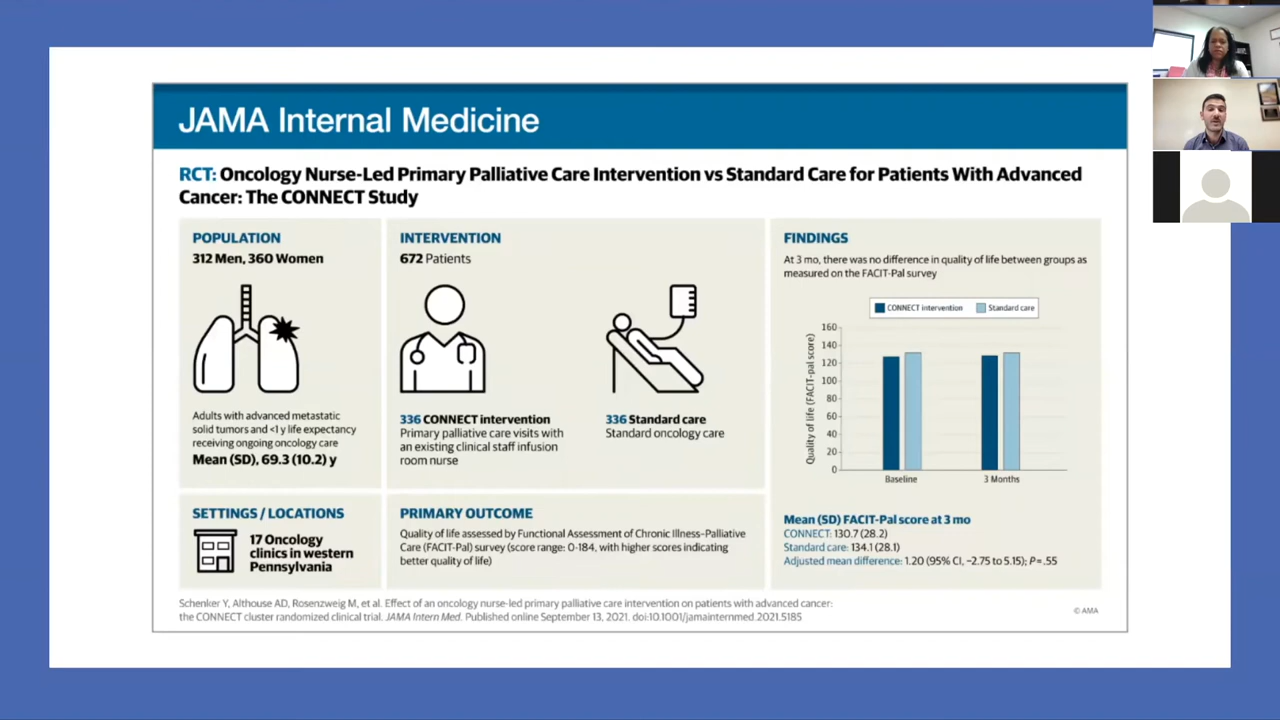 JAMA Internal Medicine
RCT: Oncology Nurse-Led Primary Palliative Care Intervention vs Standard Care for Patients With Advanced
Cancer: The CONNECT Study
POPULATION
312 Men, 360 Women
Adults with advanced metastatic
solid tumors and <1 y life expectancy
receiving ongoing oncology care
Mean (SD), 69.3 (10.2) y
INTERVENTION
672 Patients
336 CONNECT intervention
Primary palliative care visits with
an existing clinical staff infusion
room nurse
336 Standard care
Standard oncology care
FINDINGS
At 3 mo, there was no difference in quality of life between groups as
measured on the FACIT-Pal survey
CONNECT intervention
Standard care
Quality of life (FACIT-pal score)
160
140
120
100
80
60
40
20
0
Baseline
3 Months
Mean (SD) FACIT-Pal score at 3 mo
CONNECT: 130.7 (28.2)
Standard care: 134.1 (28.1)
Adjusted mean difference: 1.20 (95% CI, −2.75 to 5.15); P = .55
SETTINGS / LOCATIONS
17 Oncology
clinics in western
Pennsylvania
PRIMARY OUTCOME
Quality of life assessed by Functional Assessment of Chronic Illness-Palliative
Care (FACIT-Pal) survey (score range: 0-184, with higher scores indicating
better quality of life)
Schenker Y, Althouse AD, Rosenzweig M, et al. Effect of an oncology nurse-led primary palliative care intervention on patients with advanced cancer:
the CONNECT cluster randomized clinical trial. JAMA Intern Med. Published online September 13, 2021. doi:10.1001/jamainternmed.2021.5185
© AMA